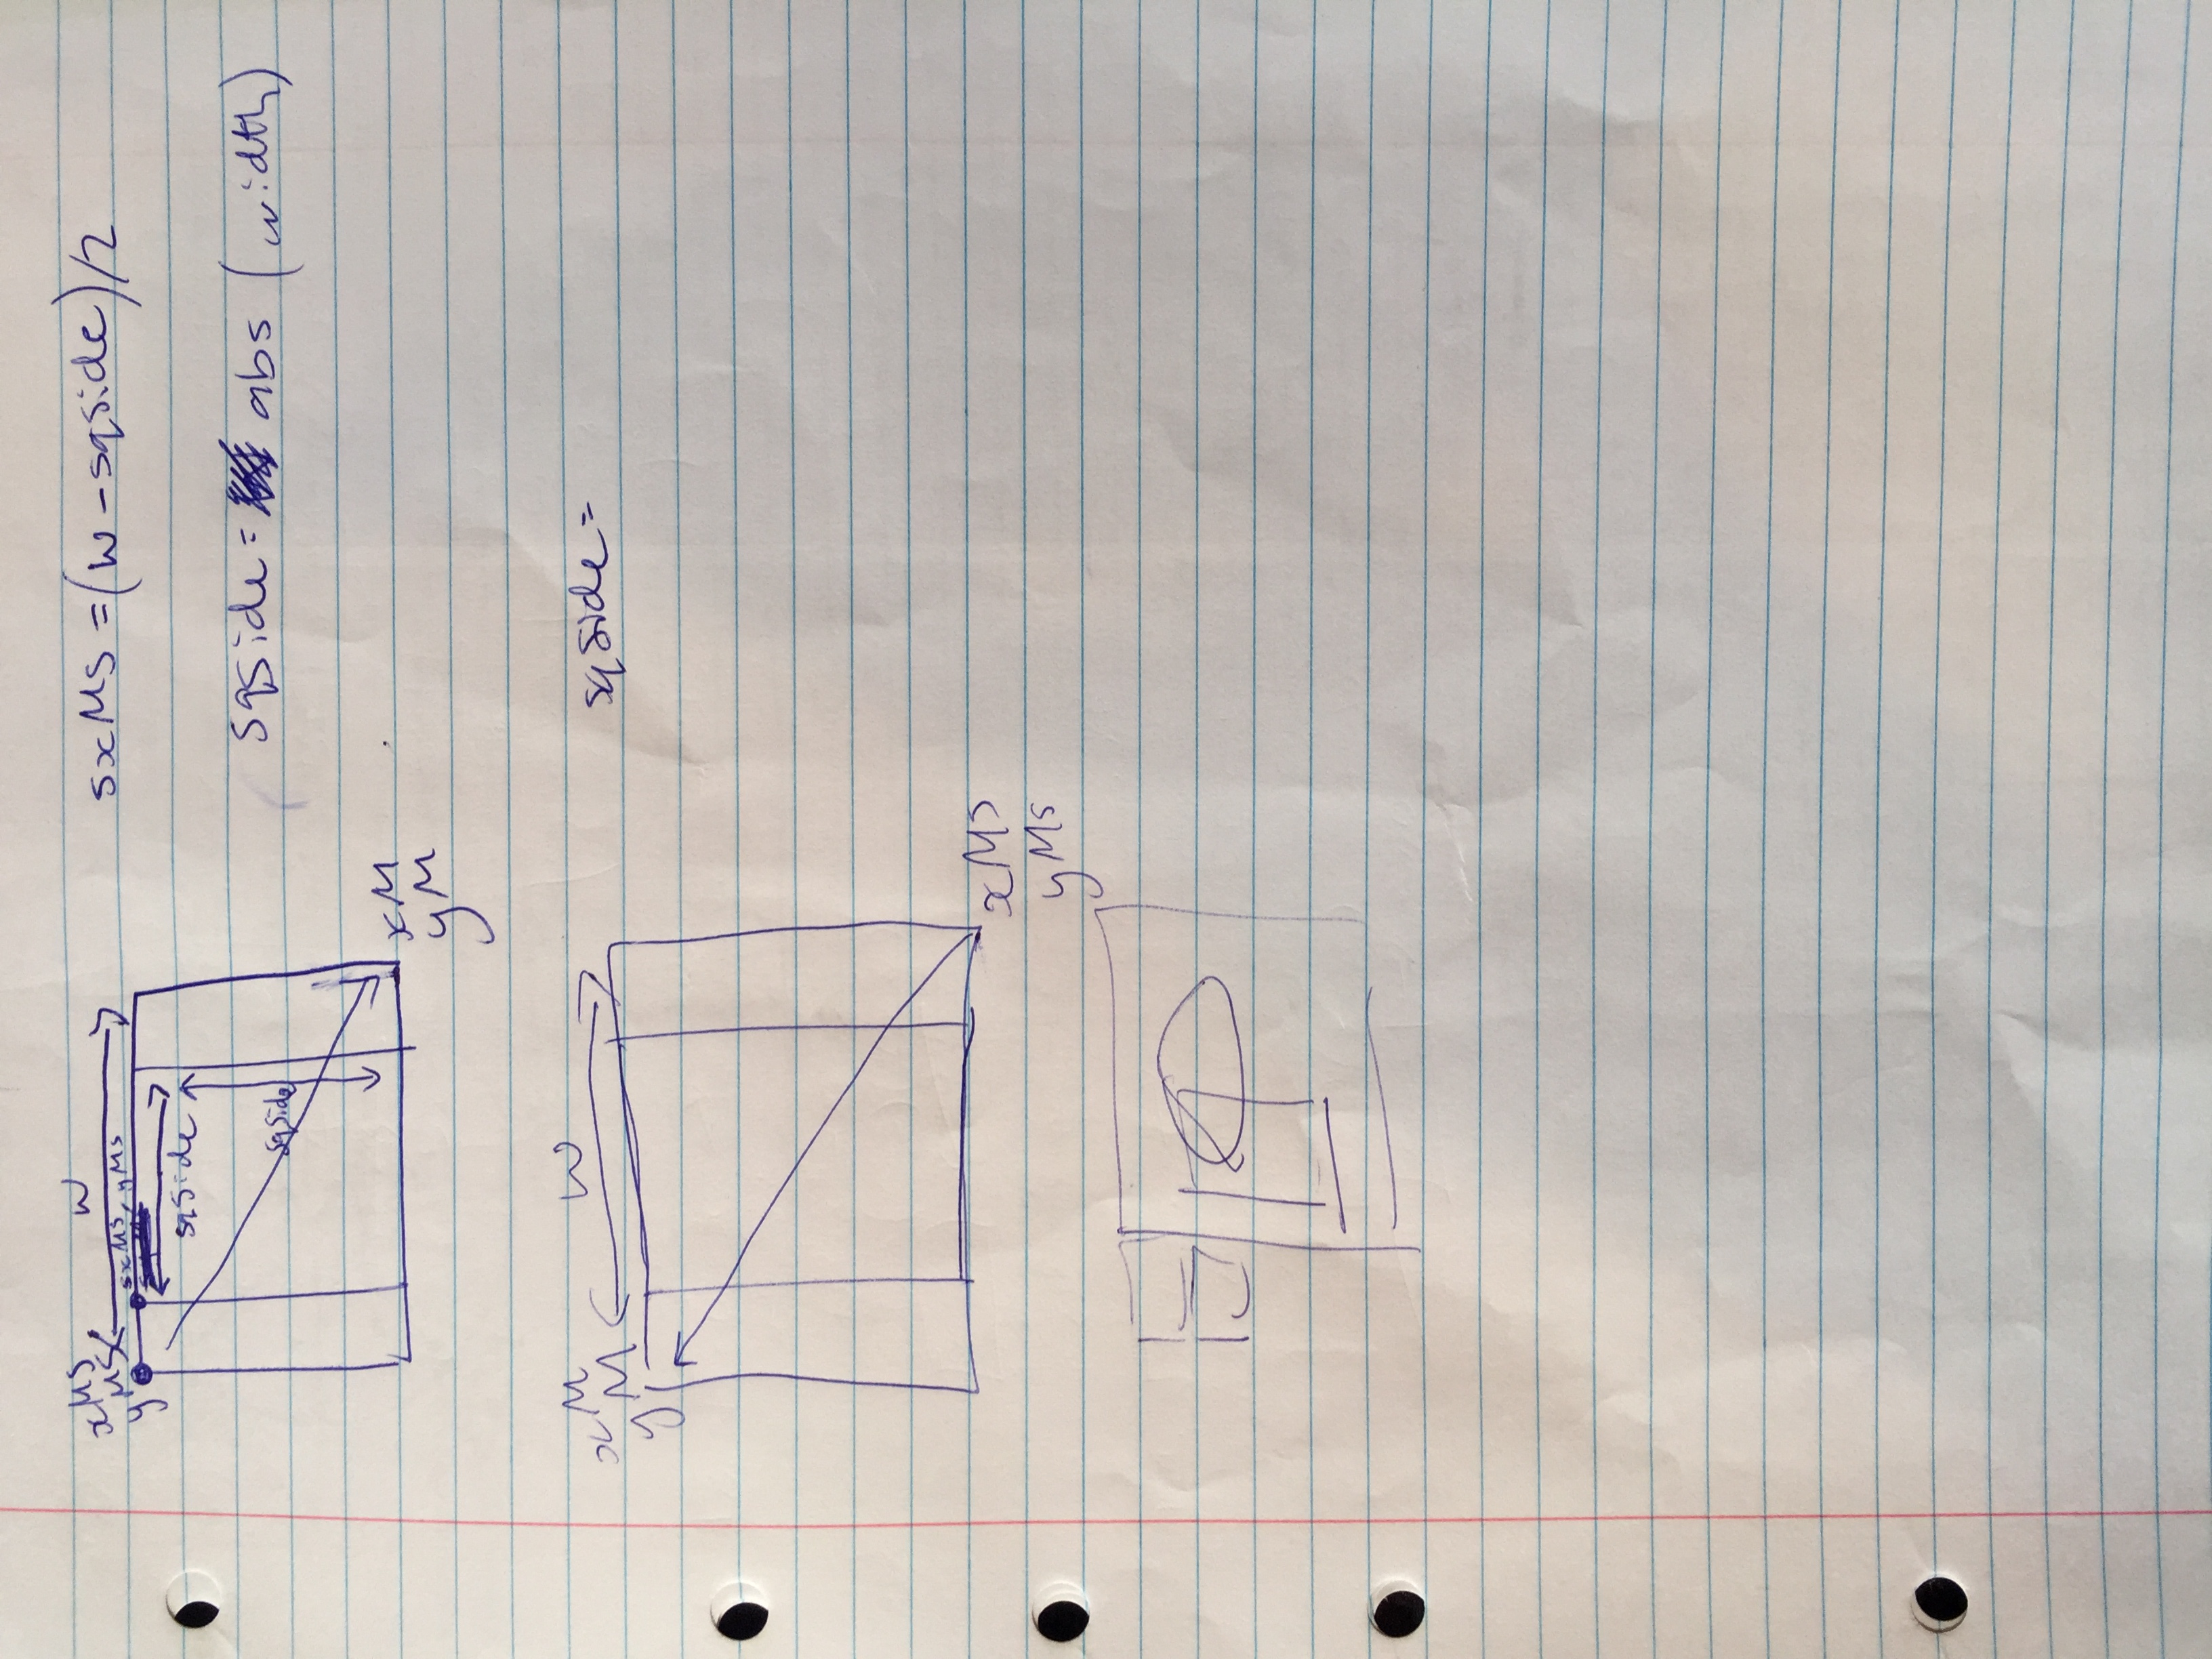 xMS
yMS
w
sxMS, yMS
sqside
sqside
xM
yM
sxMs = (w - sqside)/2
sqside = abs (width)
xM
yM
w
xMS
yMS
sqside =